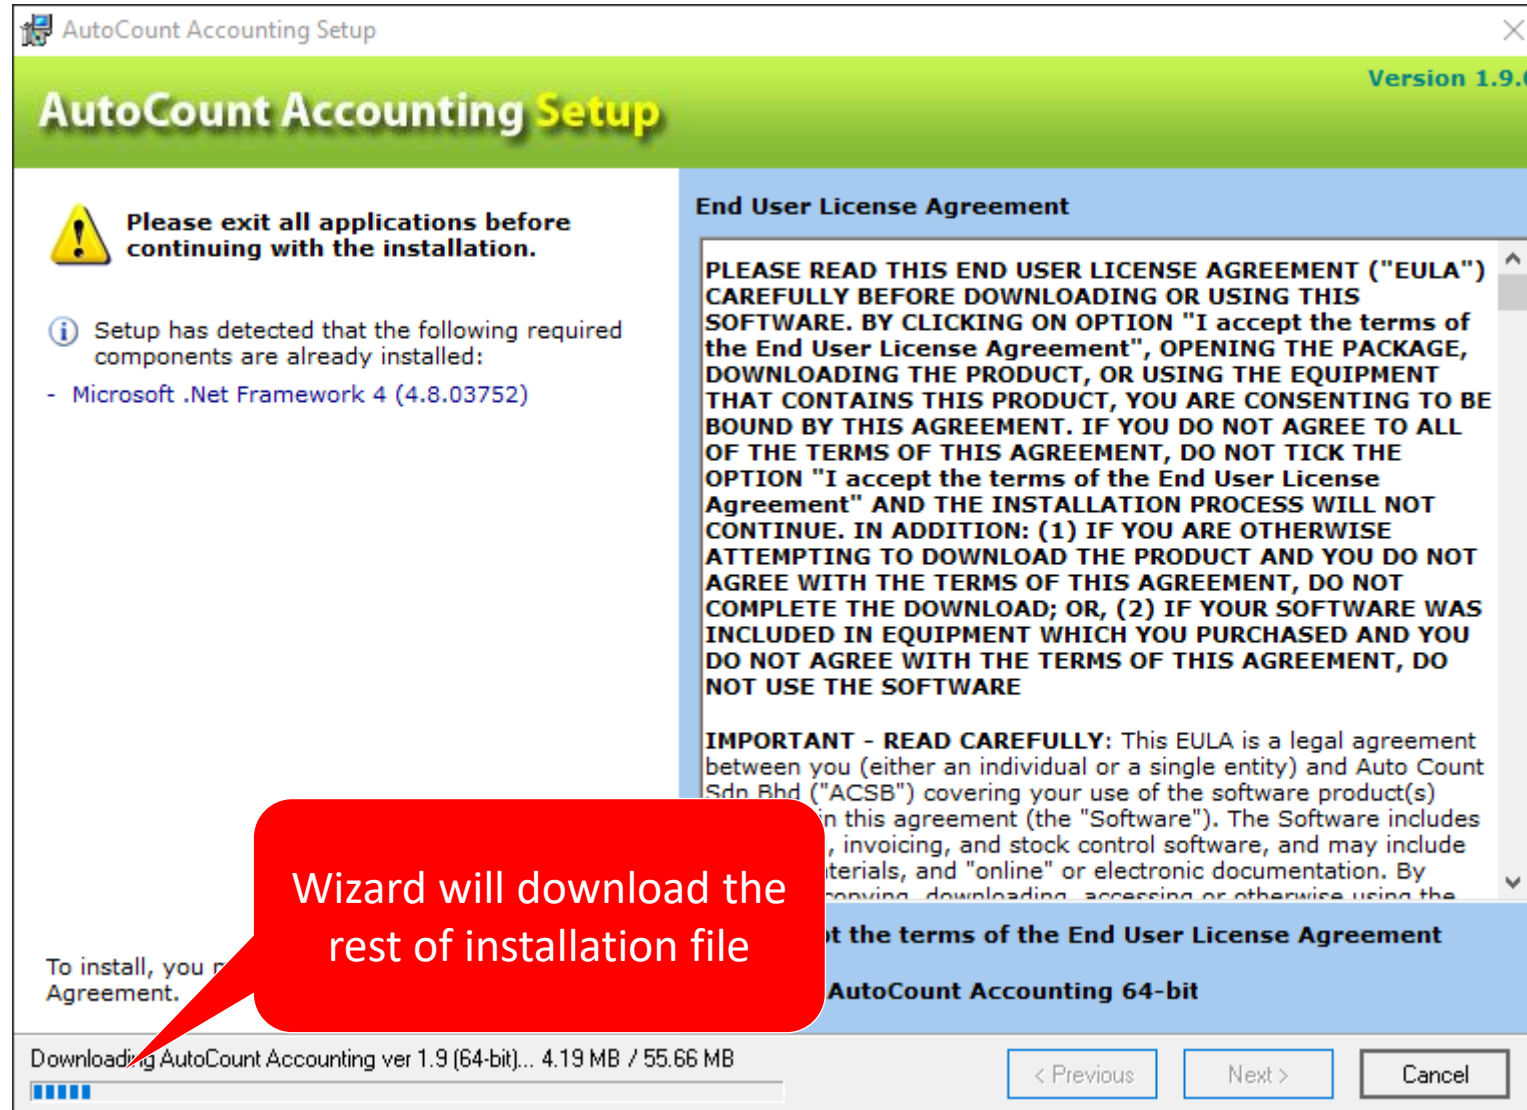 AutoCount Accounting Setup
Version 1.9.
AutoCount Accounting Setup
Please exit all applications before
continuing with the installation.
Setup has detected that the following required
components are already installed:
- Microsoft .Net Framework 4 (4.8.03752)
To install, you
Agreement.
End User License Agreement
PLEASE READ THIS END USER LICENSE AGREEMENT ("EULA")
CAREFULLY BEFORE DOWNLOADING OR USING THIS
SOFTWARE. BY CLICKING ON OPTION "I accept the terms of
the End User License Agreement", OPENING THE PACKAGE,
DOWNLOADING THE PRODUCT, OR USING THE EQUIPMENT
THAT CONTAINS THIS PRODUCT, YOU ARE CONSENTING TO BE
BOUND BY THIS AGREEMENT. IF YOU DO NOT AGREE TO ALL
OF THE TERMS OF THIS AGREEMENT, DO NOT TICK THE
OPTION "I accept the terms of the End User License
Agreement" AND THE INSTALLATION PROCESS WILL NOT
CONTINUE. IN ADDITION: (1) IF YOU ARE OTHERWISE
ATTEMPTING TO DOWNLOAD THE PRODUCT AND YOU DO NOT
AGREE WITH THE TERMS OF THIS AGREEMENT, DO NOT
COMPLETE THE DOWNLOAD; OR, (2) IF YOUR SOFTWARE WAS
INCLUDED IN EQUIPMENT WHICH YOU PURCHASED AND YOU
DO NOT AGREE WITH THE TERMS OF THIS AGREEMENT, DO
NOT USE THE SOFTWARE
IMPORTANT - READ CAREFULLY: This EULA is a legal agreement
between you (either an individual or a single entity) and Auto Count
Sdn Bhd ("ACSB") covering your use of the software product(s)
in this agreement (the "Software"). The Software includes
, invoicing, and stock control software, and may include
, and "online" or electronic documentation. By
copying, downloading, accessing or otherwise using the
the terms of the End User License Agreement
AutoCount Accounting 64-bit
Wizard will download the
rest of installation file
Downloading AutoCount Accounting ver 1.9 (64-bit)... 4.19 MB / 55.66 MB
< Previous
Next >
Cancel